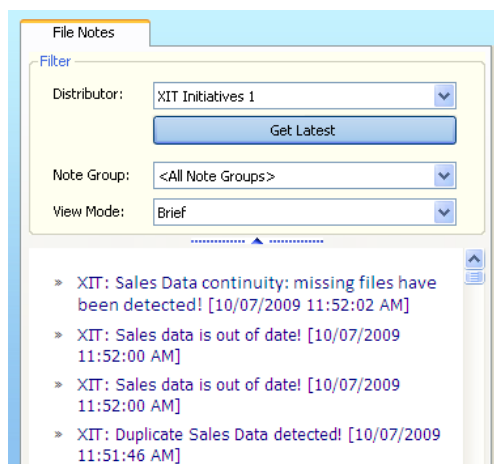 File Notes
Filter
Distributor: XIT Initiatives 1
Get Latest
Note Group: <All Note Groups>
View Mode: Brief
» XIT: Sales Data continuity: missing files have
been detected! [10/07/2009 11:52:02 AM]
» XIT: Sales data is out of date! [10/07/2009
11:52:00 AM]
» XIT: Sales data is out of date! [10/07/2009
11:52:00 AM]
» XIT: Duplicate Sales Data detected! [10/07/2009
11:51:46 AM]